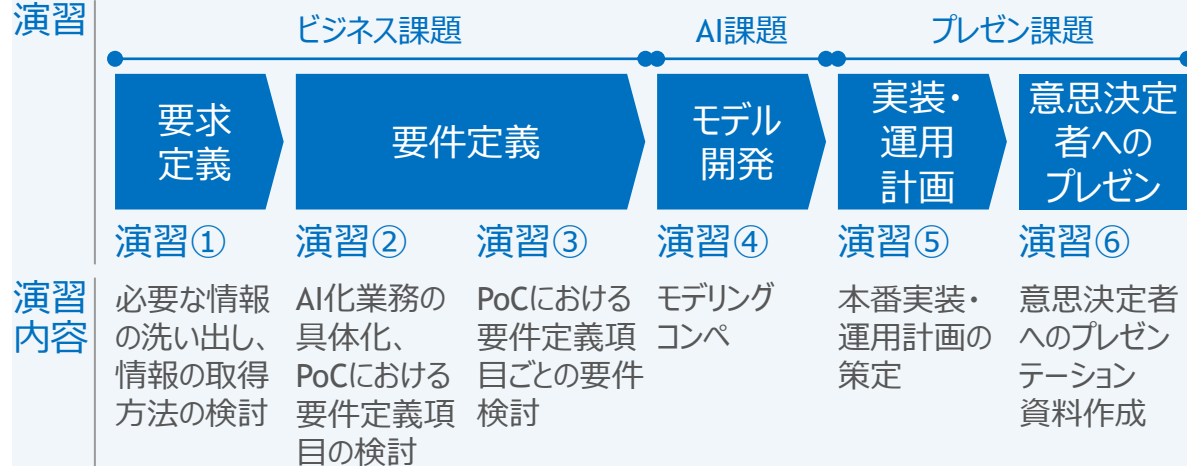 演習
ビジネス課題
AI課題
プレゼン課題
要求
定義
要件定義
モデル
開発
実装・
運用
計画
意思決定
者への
プレゼン
演習①
演習②
演習③
演習④
演習⑤
演習⑥
演習
内容
必要な情報
の洗い出し、
情報の取得
方法の検討
AI化業務の
具体化、
PoCにおける
要件定義項
目の検討
PoCにおける
要件定義項
目ごとの要件
検討
モデリング
コンペ
本番実装・
運用計画の
策定
意思決定者
へのプレゼン
テーション
資料作成